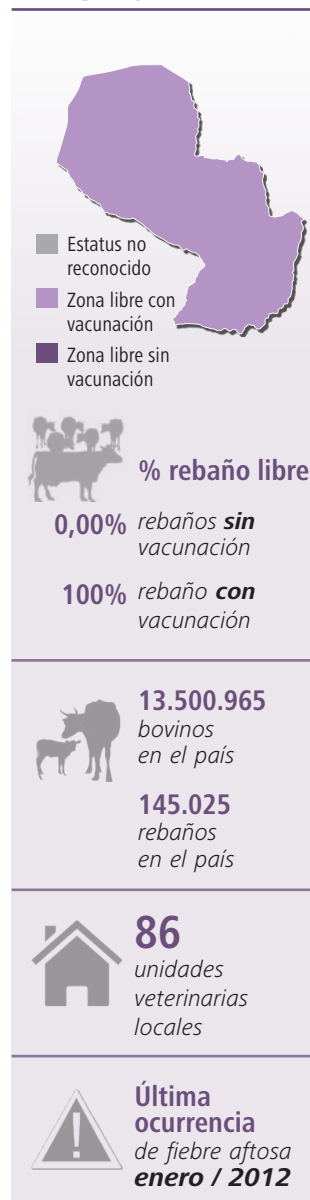 Estatus no
reconocido
Zona libre con
vacunación
Zona libre sin
vacunación
% rebaño libre
0,00% rebaños sin
vacunación
100% rebaño con
vacunación
13.500.965
bovinos
en el país
145.025
rebaños
en el país
86
unidades
veterinarias
locales
Última
ocurrencia
de fiebre aftosa
enero / 2012